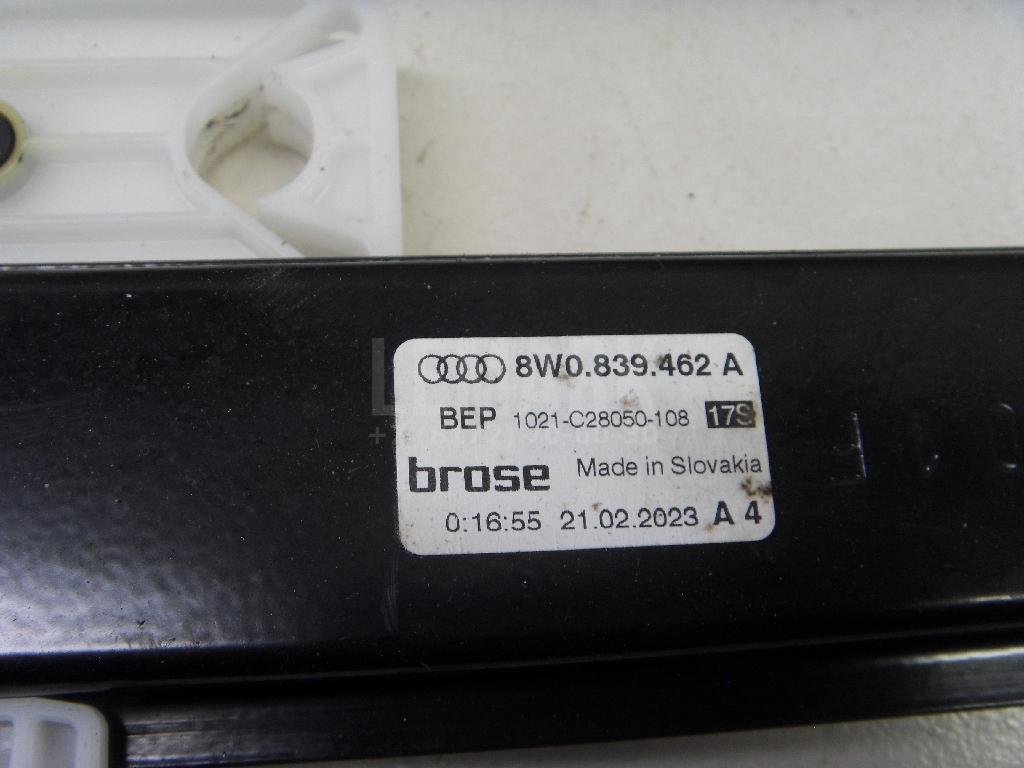 8W0.839.462 A
BEP 1021-C28050-108 17S
brose Made in Slovakia
0:16:55 21.02.2023 A 4